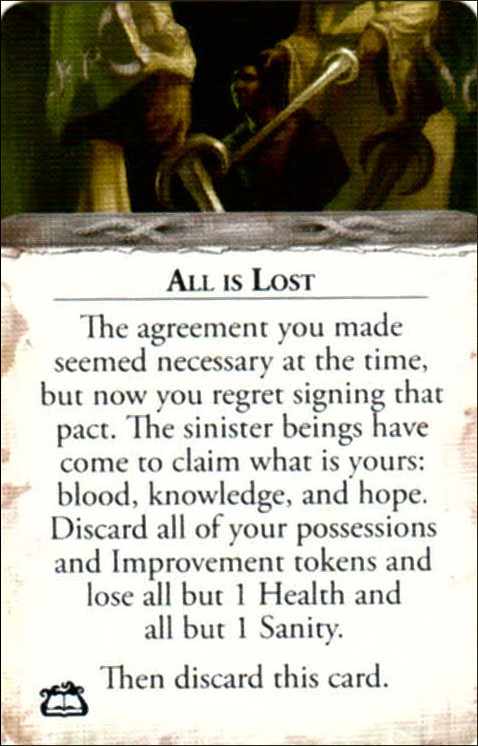 All is Lost
The agreement you made
seemed necessary at the time,
but now you regret signing that
pact. The sinister beings have
come to claim what is yours:
blood, knowledge, and hope.
Discard all of your possessions
and Improvement tokens and
lose all but 1 Health and
all but 1 Sanity.
Then discard this card.